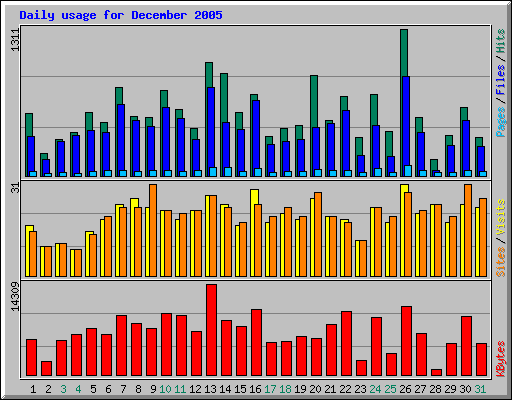 Daily usage for December 2005
1311
Pages / Files / Hits
31
Sites / Visits
14309
KBytes
1 2 3 4 5 6 7 8 9 10 11 12 13 14 15 16 17 18 19 20 21 22 23 24 25 26 27 28 29 30 31